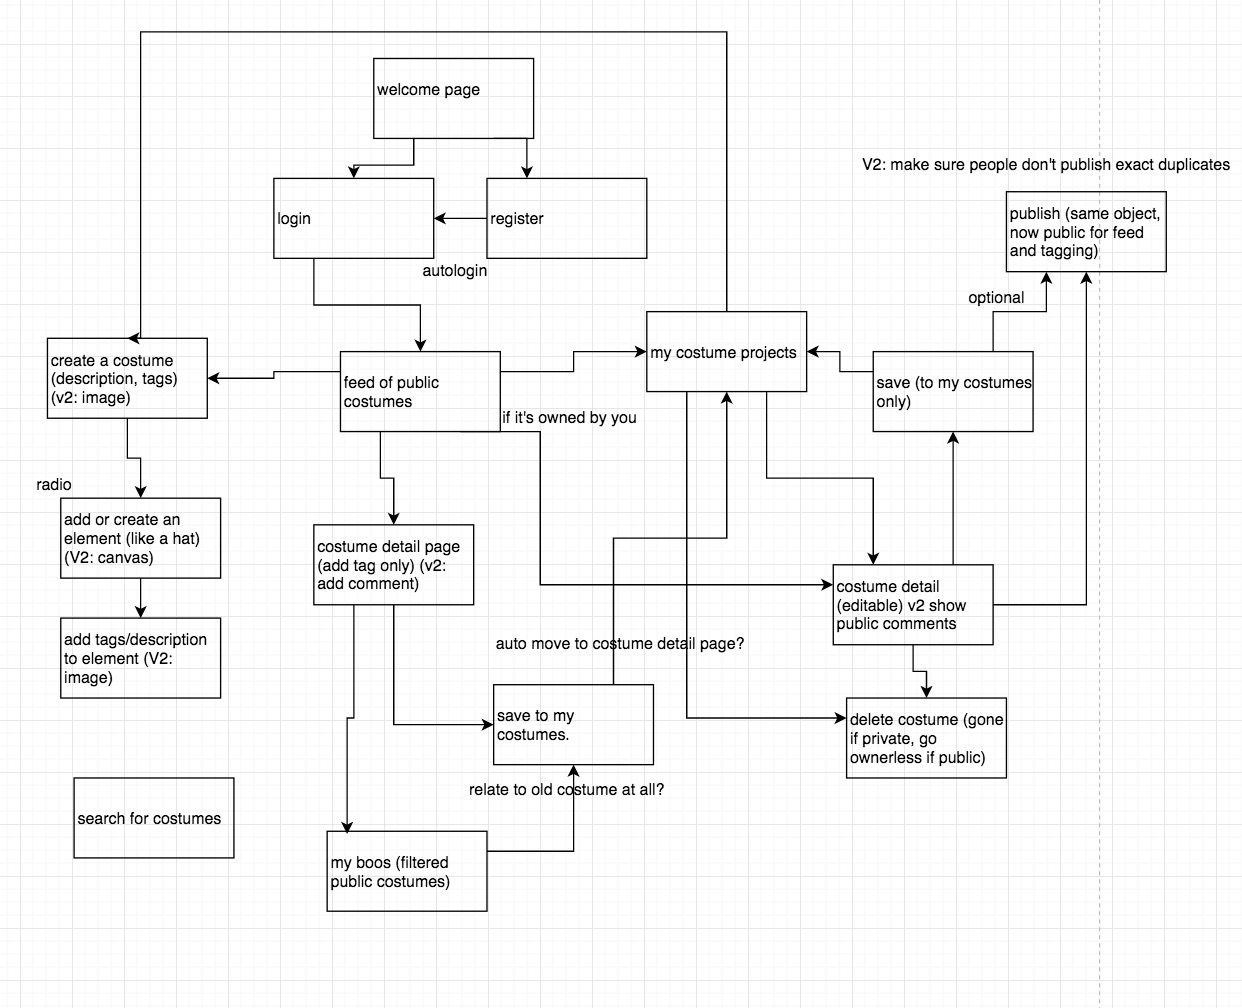 welcome page
V2: make sure people don't publish exact duplicates
login
register
publish (same object,
now public for feed
and tagging)
autologin
optional
create a costume
(description, tags)
(v2: image)
feed of public
costumes
my costume projects
save (to my costumes
only)
if it's owned by you
radio
add or create an
element (like a hat)
(V2: canvas)
costume detail page
(add tag only) (v2:
add comment)
costume detail
(editable) v2 show
public comments
add tags/description
to element (V2:
image)
auto move to costume detail page?
save to my
costumes.
delete costume (gone
if private, go
ownerless if public)
relate to old costume at all?
search for costumes
my boos (filtered
public costumes)